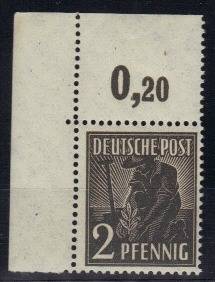 0,20
DEUTSCHE POST
2 PFENNIG